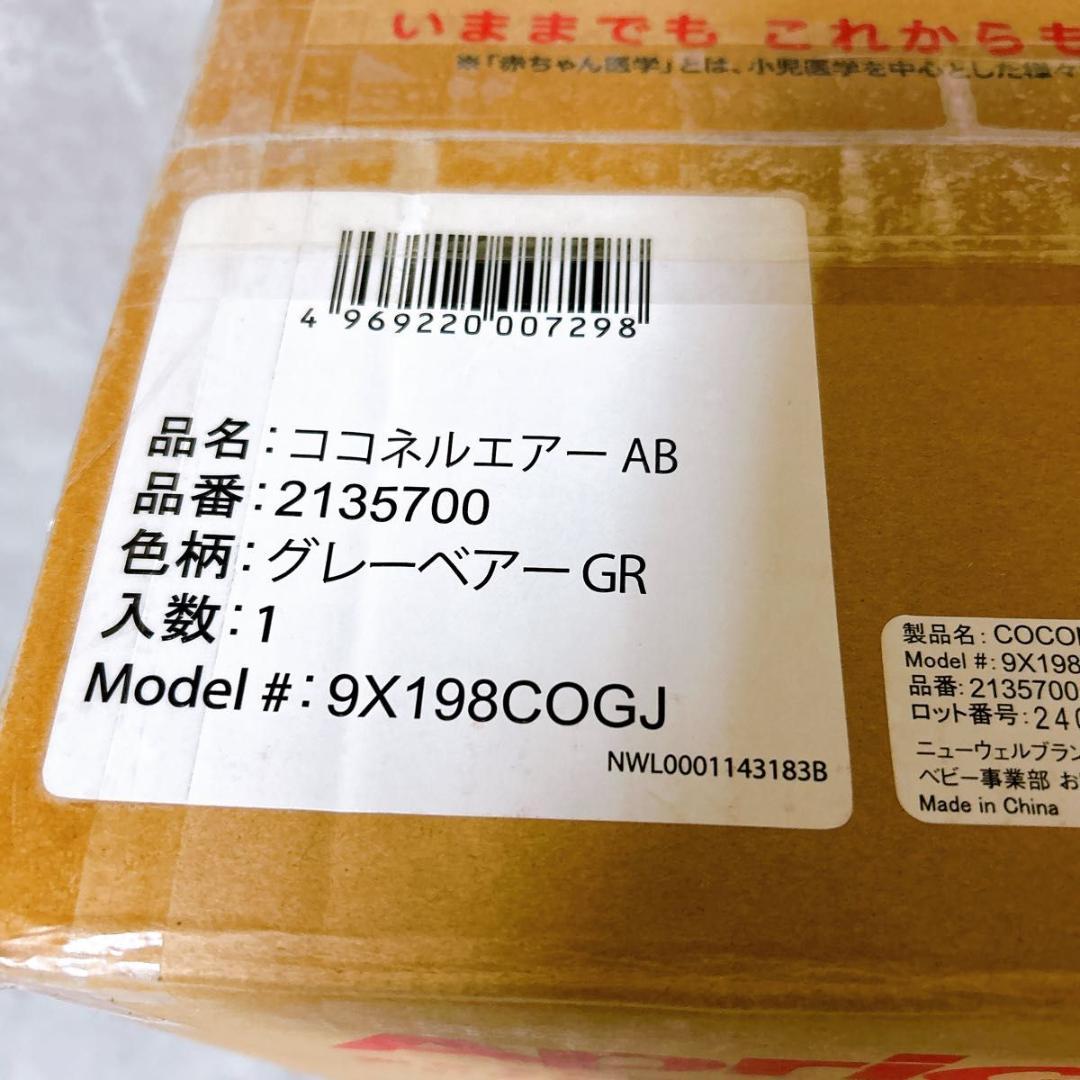 いままでも これからも
※「赤ちゃん医学」とは、小児医学を中心とした様々
4 969220 007298
品名：ココネルエアー AB
品番：2135700
色柄：グレーベアー GR
入数：1
Model #：9X198COGJ
NWL0001143183B
製品名：COCO
Model #: 9X198
品番：2135700
ロット番号：240
ニューウェルブラン
ベビー事業部 お
Made in China